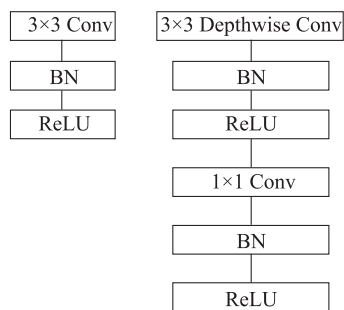 3×3 Conv
BN
ReLU
3×3 Depthwise Conv
BN
ReLU
1×1 Conv
BN
ReLU